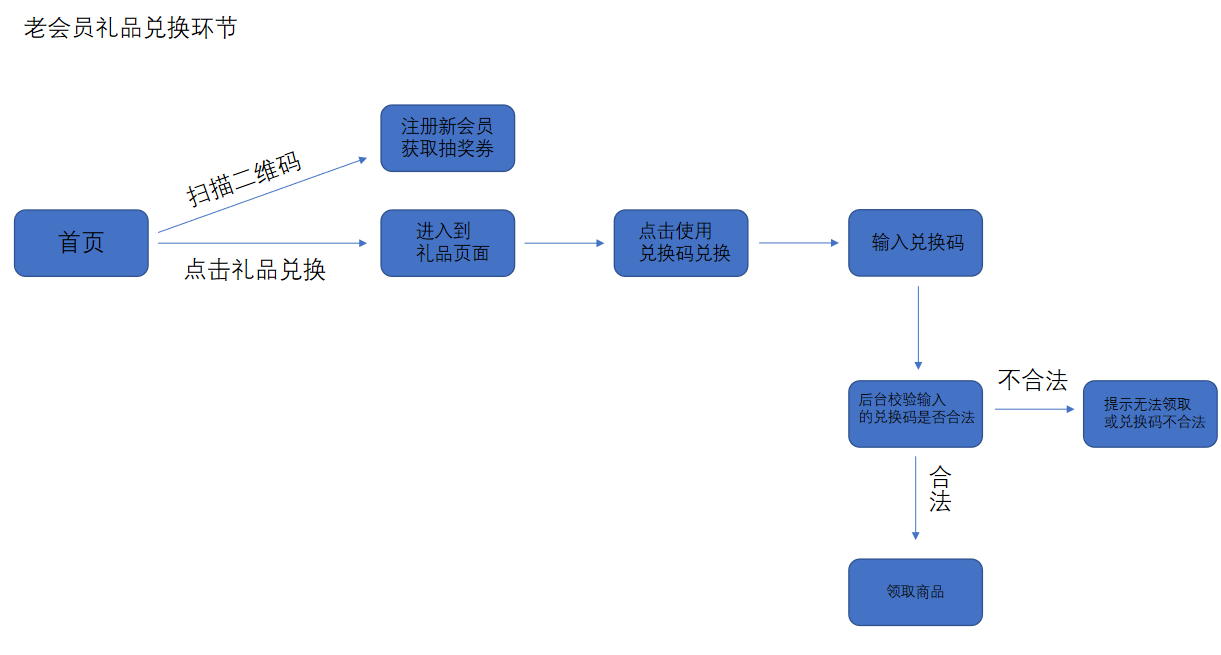 老会员礼品兑换环节
注册新会员
获取抽奖券
扫描二维码
首页
进入到
礼品页面
点击使用
兑换码兑换
输入兑换码
点击礼品兑换
不合法
后台校验输入
的兑换码是否合法
提示无法领取
或兑换码不合法
合
法
领取商品